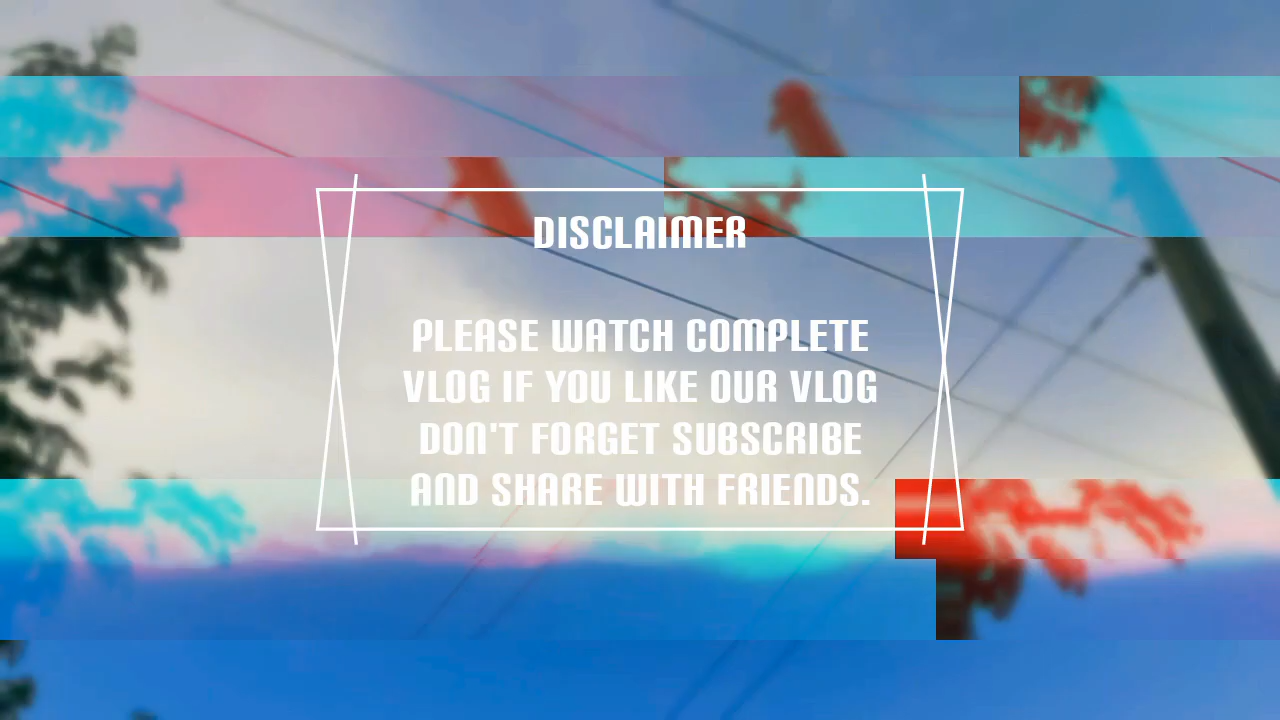 DISCLAIMER
PLEASE WATCH COMPLETE
VLOG IF YOU LIKE OUR VLOG
DON'T FORGET SUBSCRIBE
AND SHARE WITH FRIENDS.